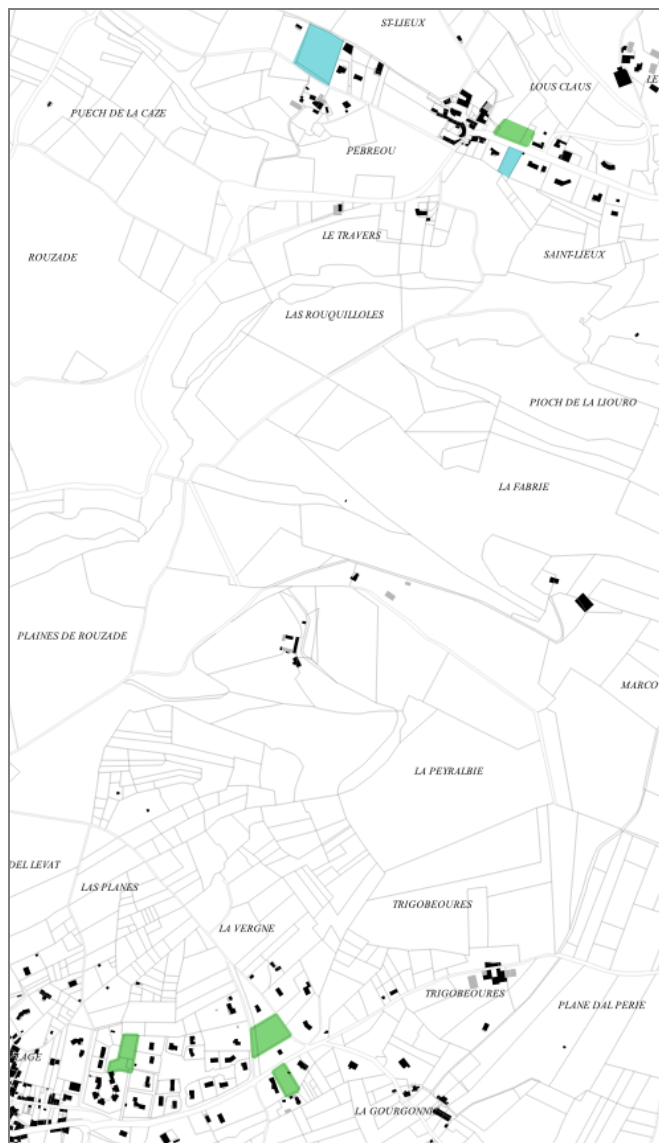 ST-LIEUX
LE
LOUS CLAUS
PUECH DE LA CAZE
PEBREOU
LE TRAVERS
ROUZADE
SAINT-LIEUX
LAS ROUQUILLOLES
PIOCH DE LA LIOURO
LA FABRIE
PLAINES DE ROUZADE
MARCO
LA PEYRALBIE
DEL LEVAT
LAS PLANES
TRIGOBEOURES
LA VERGNE
TRIGOBEOURES
PLANE DAL PERIE
LAGE
LA GOURGONN